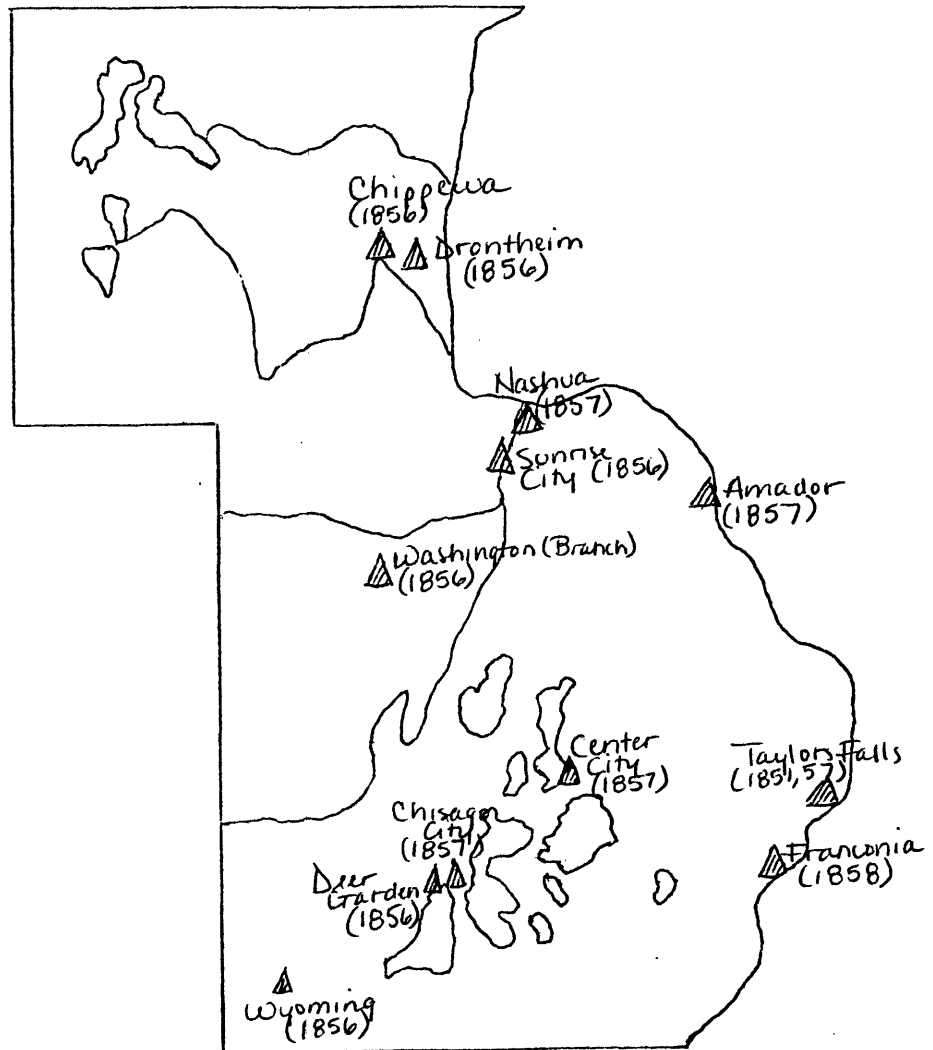 Chippewa
(1856)
Drontheim
(1856)
Nashua
(1857)
Sunrise
City (1856)
Amador
(1857)
Washington (Branch)
(1856)
Center
City
(1857)
Taylors Falls
(1851, 57)
Chisago
City
(1857)
Franconia
(1858)
Deer
Garden
(1856)
Wyoming
(1856)